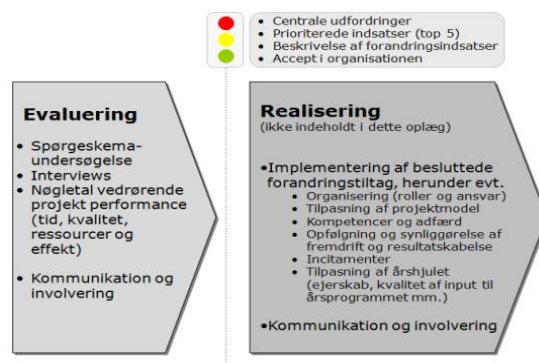 • Centrale udfordringer
• Prioriterede indsatser (top 5)
• Beskrivelse af forandringsindsatser
• Accept i organisationen
Evaluering
• Spørgeskema-
undersøgelse
• Interviews
• Nøgletal vedrørende
projekt performance
(tid, kvalitet,
ressourcer og
effekt)
• Kommunikation og
involvering
Realisering
(ikke indeholdt i dette oplæg)
•Implementering af besluttede
forandringstiltag, herunder evt.
• Organisering (roller og ansvar)
• Tilpasning af projektmodel
• Kompetencer og adfærd
• Opfølgning og synliggørelse af
fremdrift og resultatskabelse
• Incitamenter
• Tilpasning af årshjulet
(ejerskab, kvalitet af input til
årsprogrammet mm.)
•Kommunikation og involvering